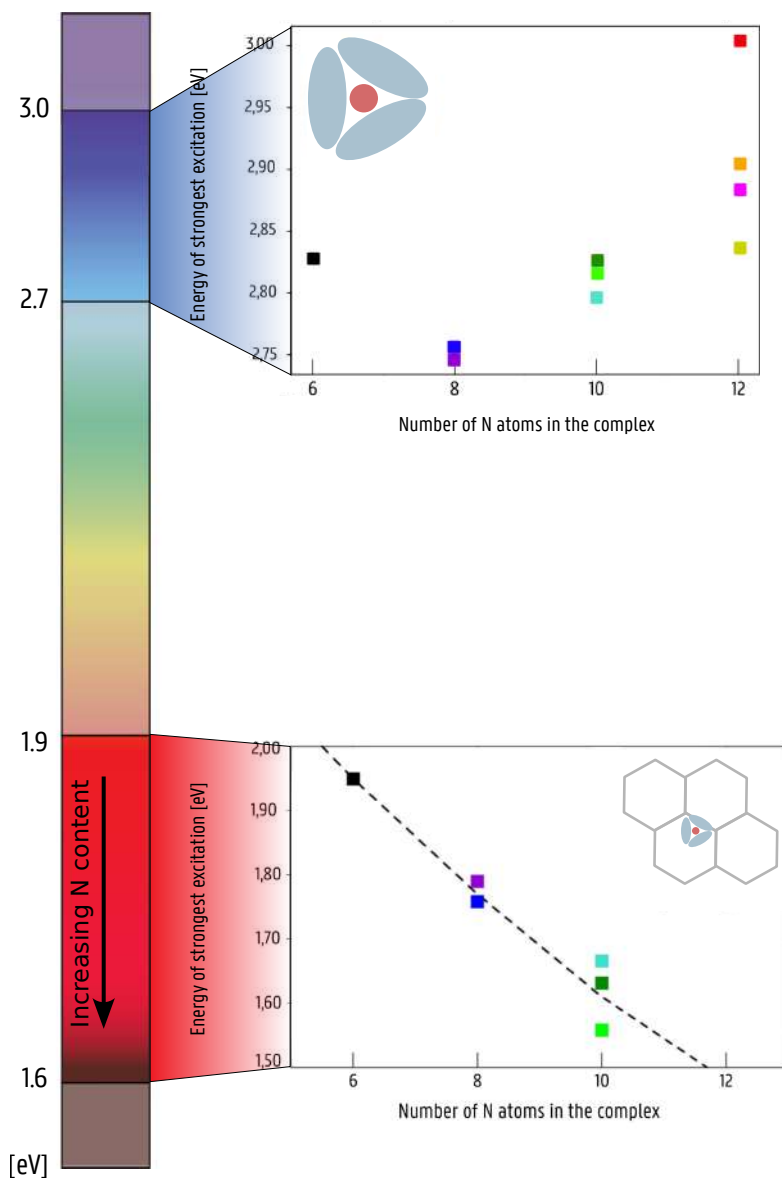 3.0
2.7
1.9
1.6
[eV]
Increasing N content
Energy of strongest excitation [eV]
3,00
2,95
2,90
2,85
2,80
2,75
6 8 10 12
Number of N atoms in the complex
Energy of strongest excitation [eV]
2,00
1,90
1,80
1,70
1,60
1,50
6 8 10 12
Number of N atoms in the complex